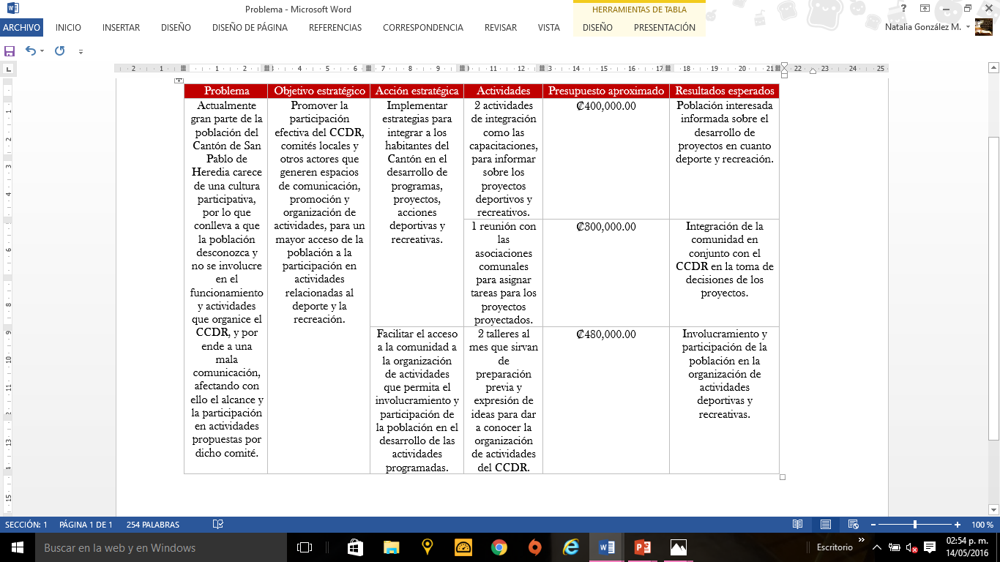 Problema - Microsoft Word
HERRAMIENTAS DE TABLA
?
ARCHIVO
INICIO
INSERTAR
DISEÑO
DISEÑO DE PÁGINA
REFERENCIAS
CORRESPONDENCIA
REVISAR
VISTA
DISEÑO
PRESENTACIÓN
Natalia González M.
Problema
Objetivo estratégico
Acción estratégica
Actividades
Presupuesto aproximado
Resultados esperados
Actualmente
gran parte de la
población del
Cantón de San
Pablo de
Heredia carece
de una cultura
participativa,
por lo que
conlleva a que
la población
desconozca y
no se involucre
en el
funcionamiento
y actividades
que organice el
CCDR, y por
ende a una
mala
comunicación,
afectando con
ello el alcance y
la participación
en actividades
propuestas por
dicho comité.
Promover la
participación
efectiva del CCDR,
comités locales y
otros actores que
generen espacios
de comunicación,
promoción y
organización de
actividades, para un
mayor acceso de la
población a la
participación en
actividades
relacionadas al
deporte y la
recreación.
Implementar
estrategias para
integrar a los
habitantes del
Cantón en el
desarrollo de
programas,
proyectos,
acciones
deportivas y
recreativas.
2 actividades
de integración
como las
capacitaciones,
para informar
sobre los
proyectos
deportivos y
recreativos.
₡400,000.00
Población interesada
informada sobre el
desarrollo de
proyectos en cuanto
deporte y recreación.
1 reunión con
las
asociaciones
comunales
para asignar
tareas para los
proyectos
proyectados.
₡300,000.00
Integración de la
comunidad en
conjunto con el
CCDR en la toma de
decisiones de los
proyectos.
Facilitar el acceso
a la comunidad a
la organización
de actividades
que permita el
involucramiento y
participación de
la población en el
desarrollo de las
actividades
programadas.
2 talleres al
mes que sirvan
de
preparación
previa y
expresión de
ideas para dar
a conocer la
organización
de actividades
del CCDR.
₡480,000.00
Involucramiento y
participación de la
población en la
organización de
actividades
deportivas y
recreativas.
SECCIÓN: 1
PÁGINA 1 DE 1
254 PALABRAS
100 %
Buscar en la web y en Windows
Escritorio
02:54 p. m.
14/05/2016